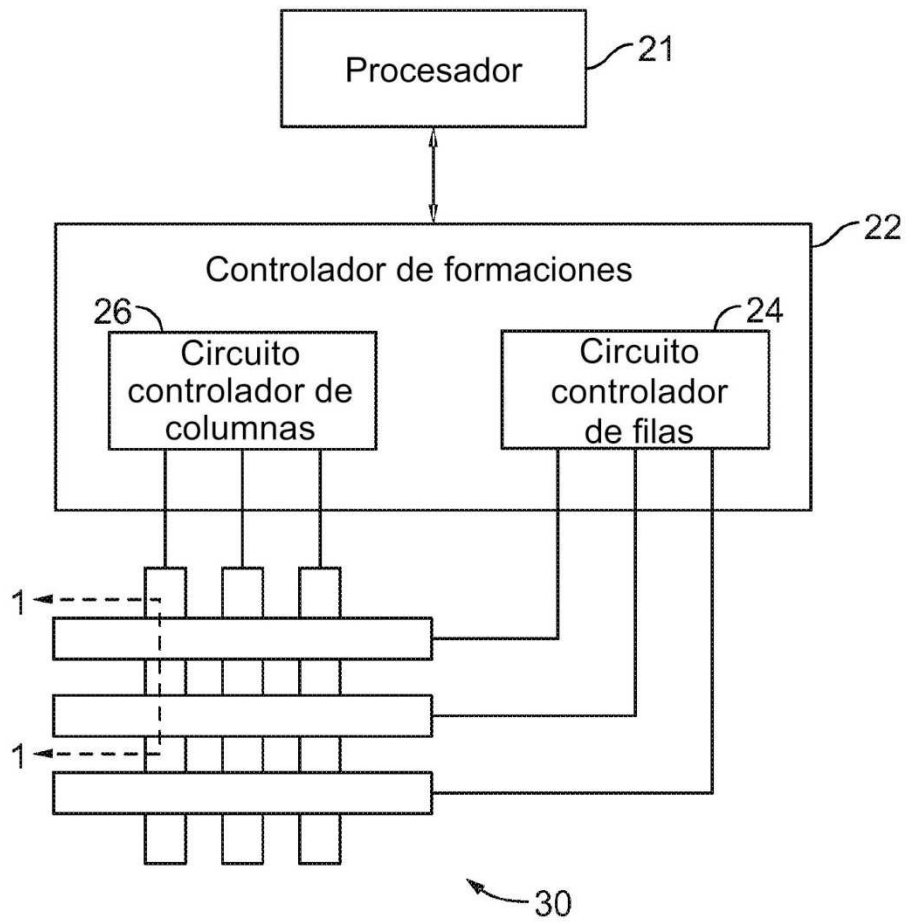 Procesador
21
22
Controlador de formaciones
26
24
Circuito
controlador de
columnas
Circuito
controlador
de filas
1
1
30